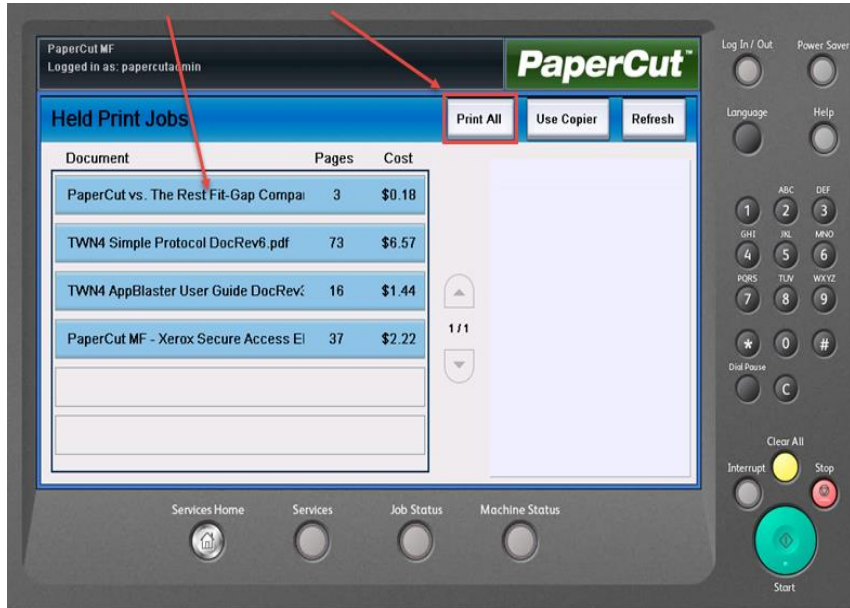 PaperCut MF
Logged in as: papercutadmin
PaperCut™
Log In / Out
Power Saver
Held Print Jobs
Print All
Use Copier
Refresh
Language
Help
Document Pages Cost
PaperCut vs. The Rest Fit-Gap Compa 3 $0.18
TWN4 Simple Protocol DocRev6.pdf 73 $6.57
TWN4 AppBlaster User Guide DocRev 16 $1.44
PaperCut MF - Xerox Secure Access El 37 $2.22
1 / 1
ABC DEF
1 2 3
GHI JKL MNO
4 5 6
PQRS TUV WXYZ
7 8 9
* 0 #
Dial Pause
C
Clear All
Interrupt
Stop
Services Home
Services
Job Status
Machine Status
Start